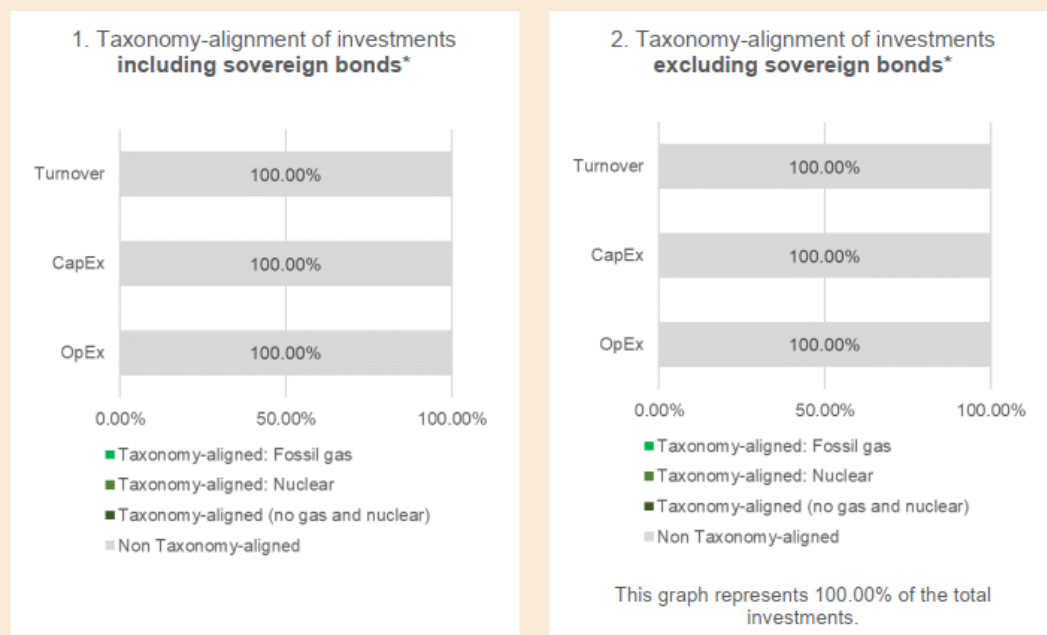 1. Taxonomy-alignment of investments
including sovereign bonds*
Turnover
100.00%
CapEx
100.00%
OpEx
100.00%
0.00%
50.00%
100.00%
Taxonomy-aligned: Fossil gas
Taxonomy-aligned: Nuclear
Taxonomy-aligned (no gas and nuclear)
Non Taxonomy-aligned
2. Taxonomy-alignment of investments
excluding sovereign bonds*
Turnover
100.00%
CapEx
100.00%
OpEx
100.00%
0.00%
50.00%
100.00%
Taxonomy-aligned: Fossil gas
Taxonomy-aligned: Nuclear
Taxonomy-aligned (no gas and nuclear)
Non Taxonomy-aligned
This graph represents 100.00% of the total
investments.